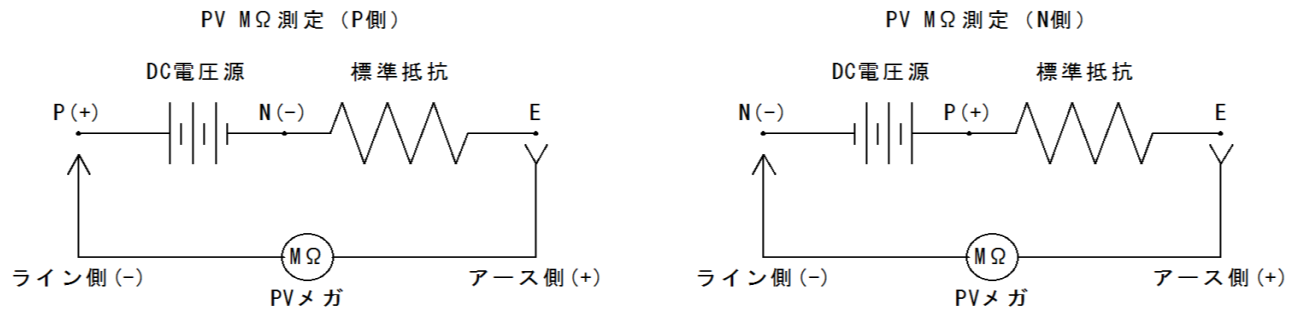 PV MΩ測定(P側)
DC電圧源
標準抵抗
P(+)
N(-)
E
MΩ
ライン側(-)
アース側(+)
PVメガ
PV MΩ測定(N側)
DC電圧源
標準抵抗
N(-)
P(+)
E
MΩ
ライン側(-)
アース側(+)
PVメガ